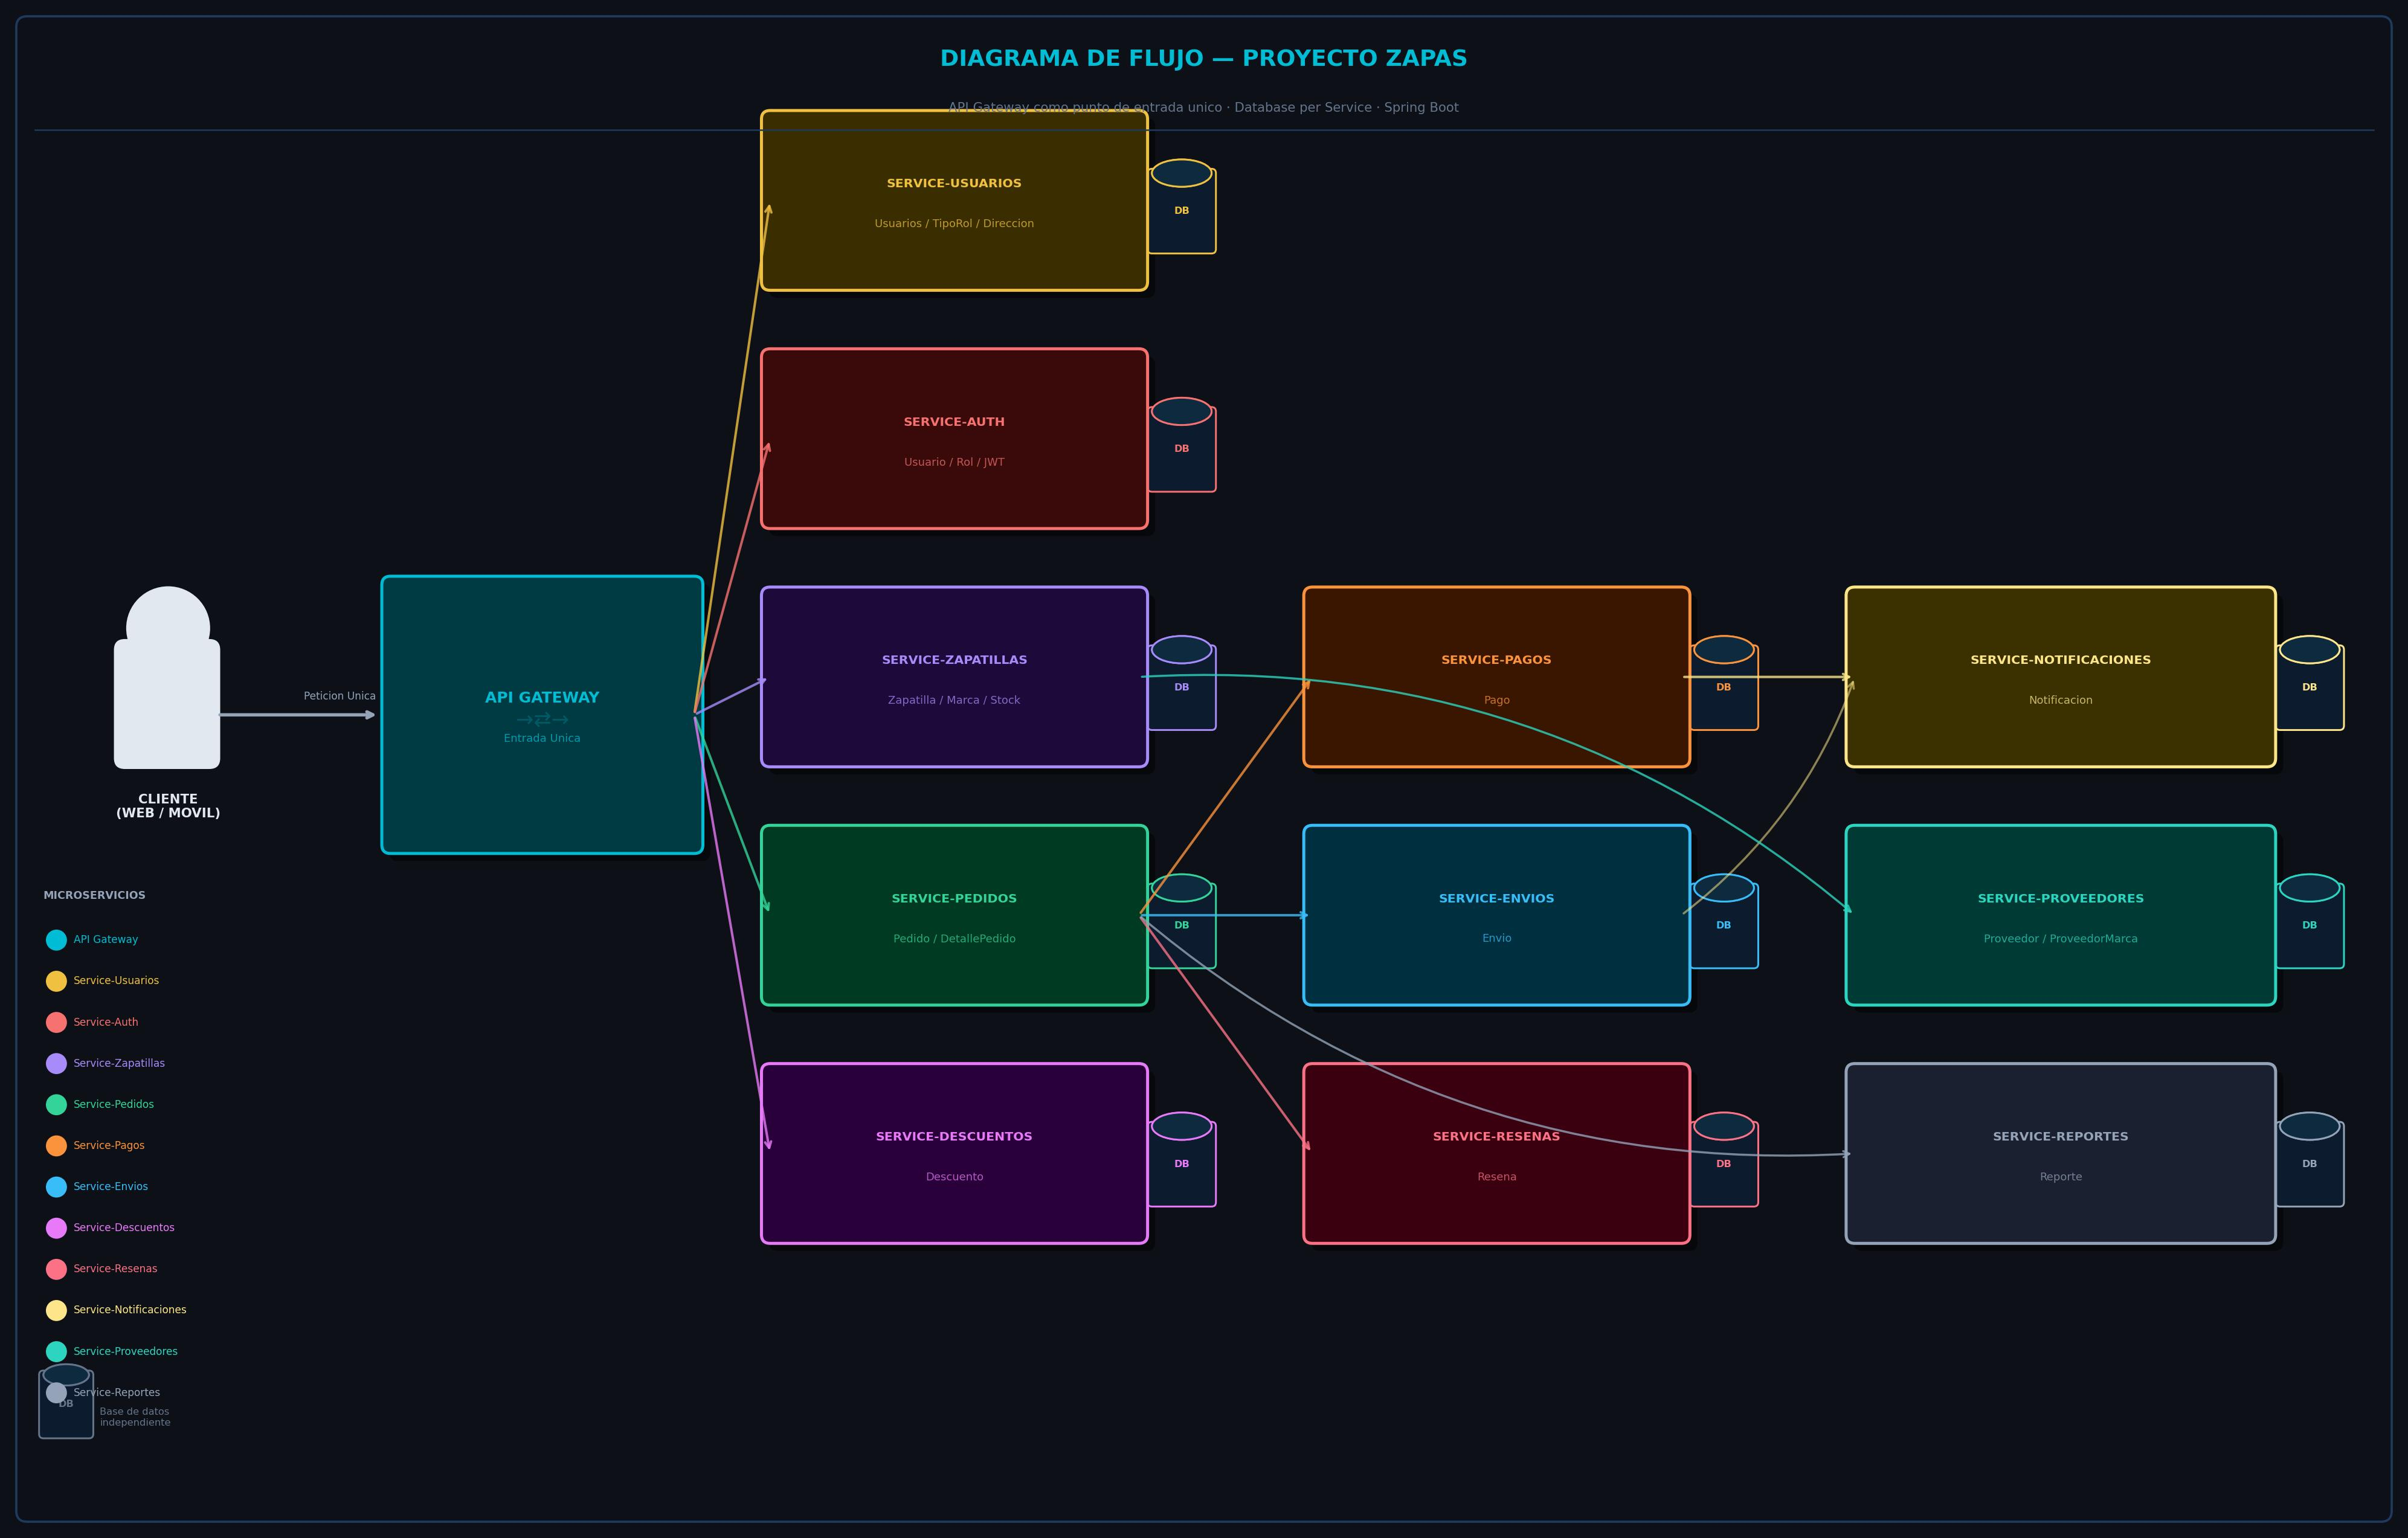 DIAGRAMA DE FLUJO — PROYECTO ZAPAS
API Gateway como punto de entrada unico · Database per Service · Spring Boot
SERVICE-USUARIOS
Usuarios / TipoRol / Direccion
DB
SERVICE-AUTH
Usuario / Rol / JWT
DB
SERVICE-ZAPATILLAS
Zapatilla / Marca / Stock
DB
SERVICE-PAGOS
Pago
DB
SERVICE-NOTIFICACIONES
Notificacion
DB
Peticion Unica
API GATEWAY
→⇄→
Entrada Unica
CLIENTE
(WEB / MOVIL)
SERVICE-PEDIDOS
Pedido / DetallePedido
DB
SERVICE-ENVIOS
Envio
DB
SERVICE-PROVEEDORES
Proveedor / ProveedorMarca
DB
SERVICE-DESCUENTOS
Descuento
DB
SERVICE-RESENAS
Resena
DB
SERVICE-REPORTES
Reporte
DB
MICROSERVICIOS
API Gateway
Service-Usuarios
Service-Auth
Service-Zapatillas
Service-Pedidos
Service-Pagos
Service-Envios
Service-Descuentos
Service-Resenas
Service-Notificaciones
Service-Proveedores
Service-Reportes
DB
Base de datos
independiente